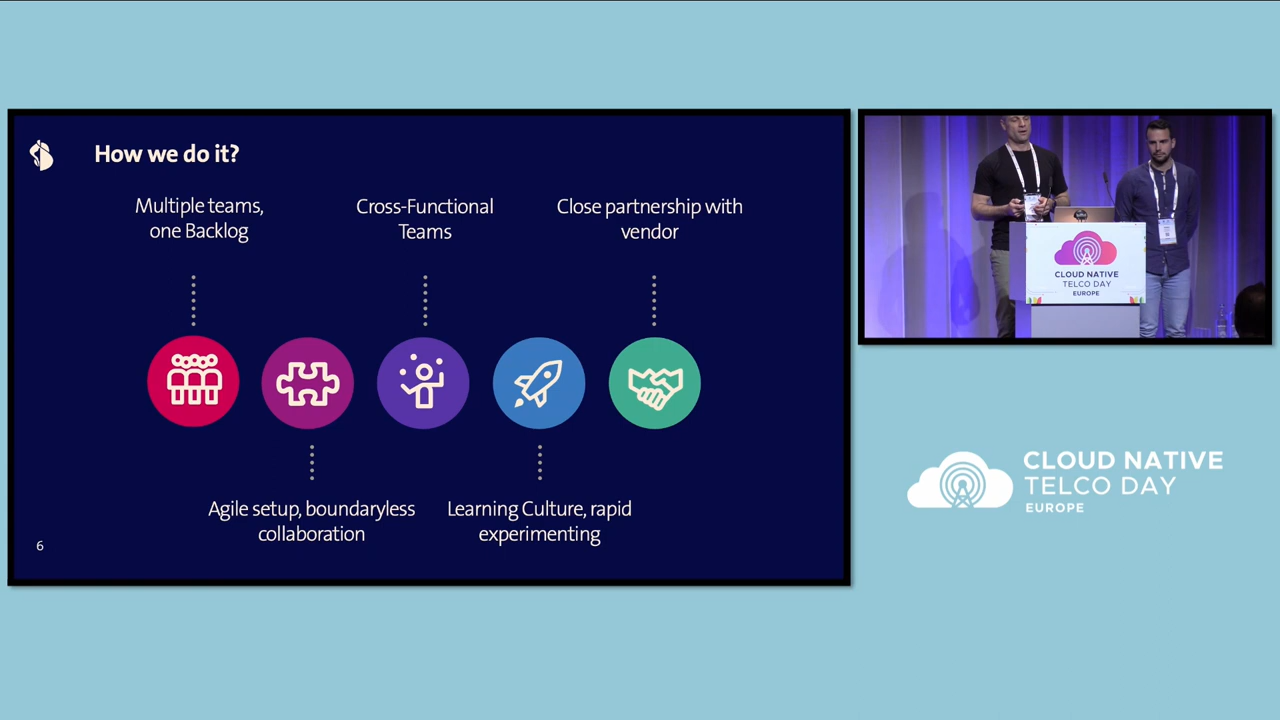 How we do it?
Multiple teams,
one Backlog
Cross-Functional
Teams
Close partnership with
vendor
Agile setup, boundaryless
collaboration
Learning Culture, rapid
experimenting
6
CLOUD NATIVE
TELCO DAY
EUROPE
CLOUD NATIVE
TELCO DAY
EUROPE